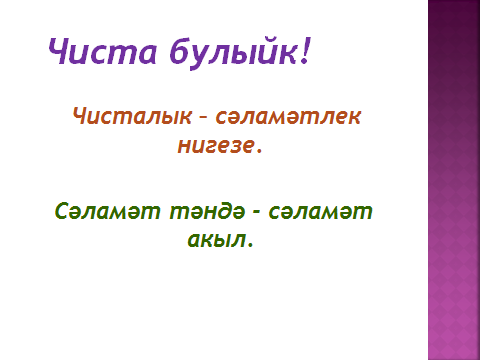 Чиста булыйк!
Чисталык – сәламәтлек
нигезе.
Сәламәт тәндә - сәламәт
акыл.